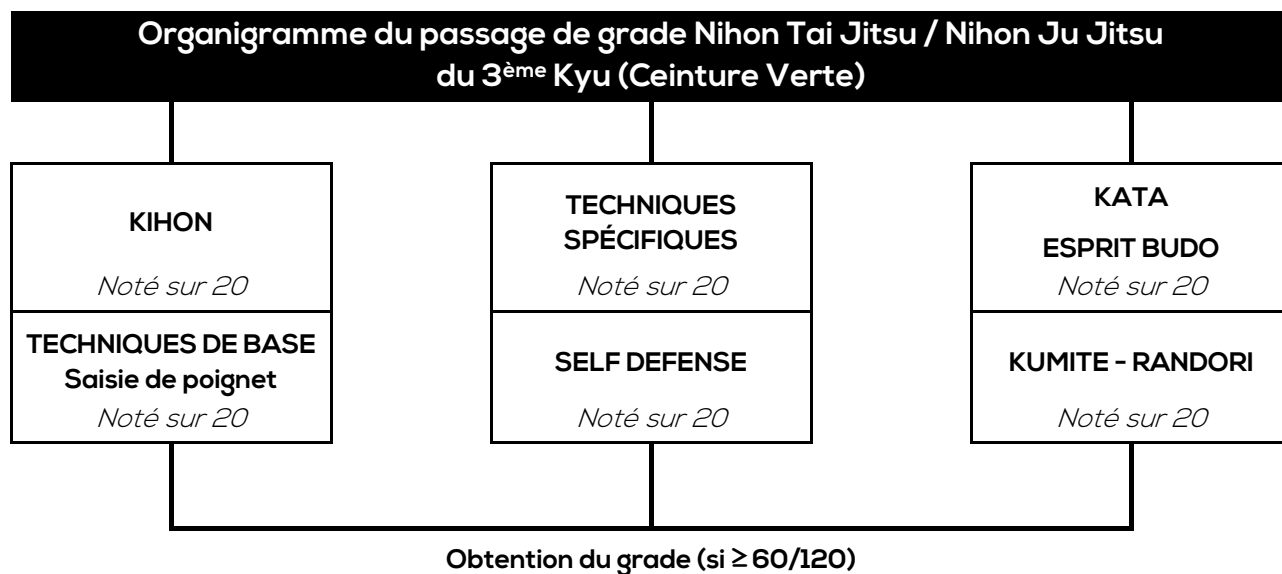 Organigramme du passage de grade Nihon Tai Jitsu / Nihon Ju Jitsu
du 3ème Kyu (Ceinture Verte)
KIHON
Noté sur 20
TECHNIQUES DE BASE
Saisie de poignet
Noté sur 20
TECHNIQUES
SPÉCIFIQUES
Noté sur 20
SELF DEFENSE
Noté sur 20
KATA
ESPRIT BUDO
Noté sur 20
KUMITE - RANDORI
Noté sur 20
Obtention du grade (si ≥ 60/120)